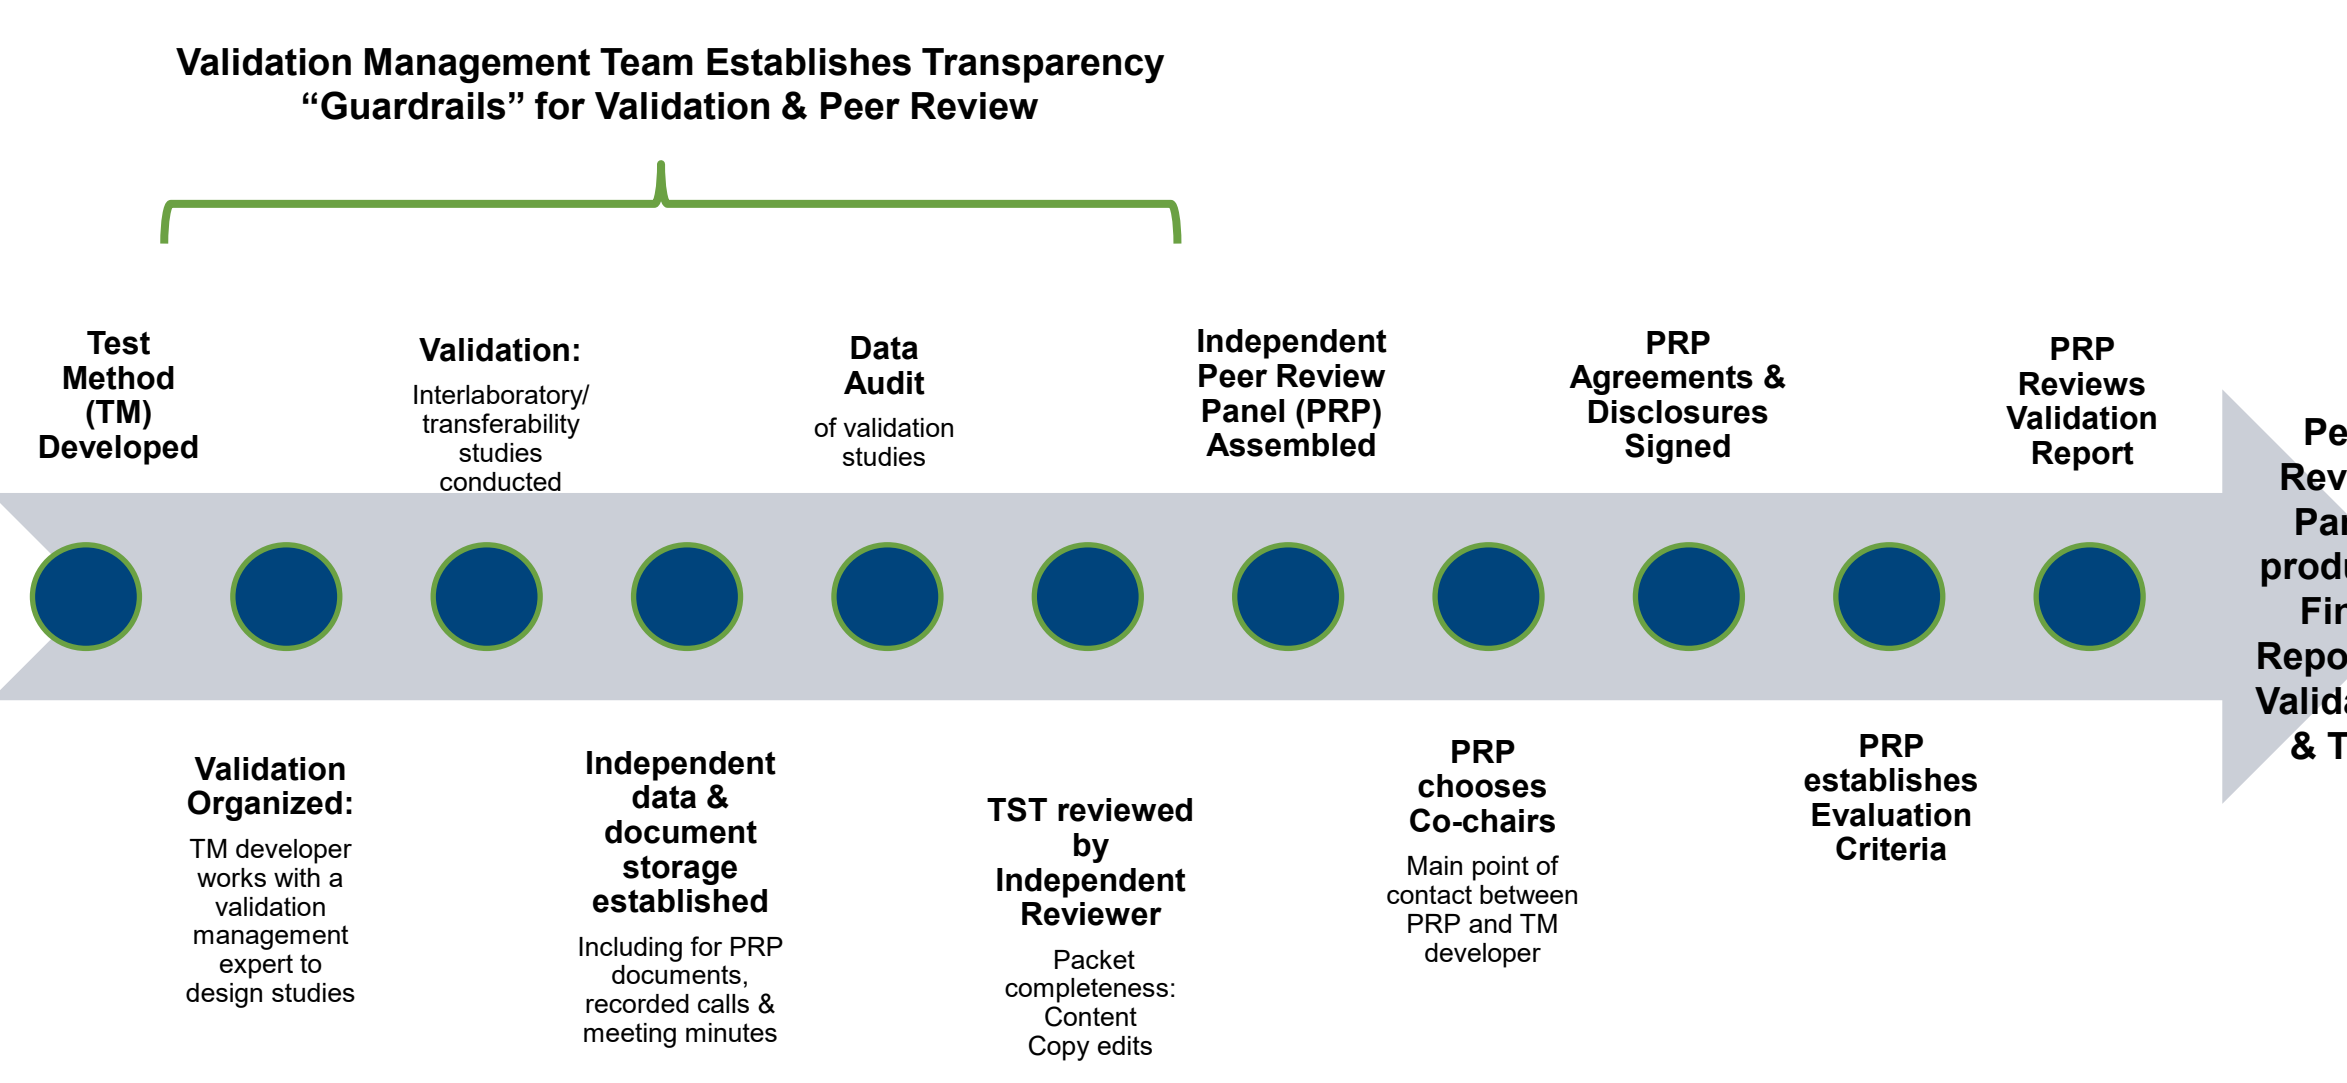 Validation Management Team Establishes Transparency
“Guardrails” for Validation & Peer Review
Test
Method
(TM)
Developed
Validation:
Interlaboratory/
transferability
studies
conducted
Data
Audit
of validation
studies
Independent
Peer Review
Panel (PRP)
Assembled
PRP
Agreements &
Disclosures
Signed
PRP
Reviews
Validation
Report
Validation
Organized:
TM developer
works with a
validation
management
expert to
design studies
Independent
data &
document
storage
established
Including for PRP
documents,
recorded calls &
meeting minutes
TST reviewed
by
Independent
Reviewer
Packet
completeness:
Content
Copy edits
PRP
chooses
Co-chairs
Main point of
contact between
PRP and TM
developer
PRP
establishes
Evaluation
Criteria
&